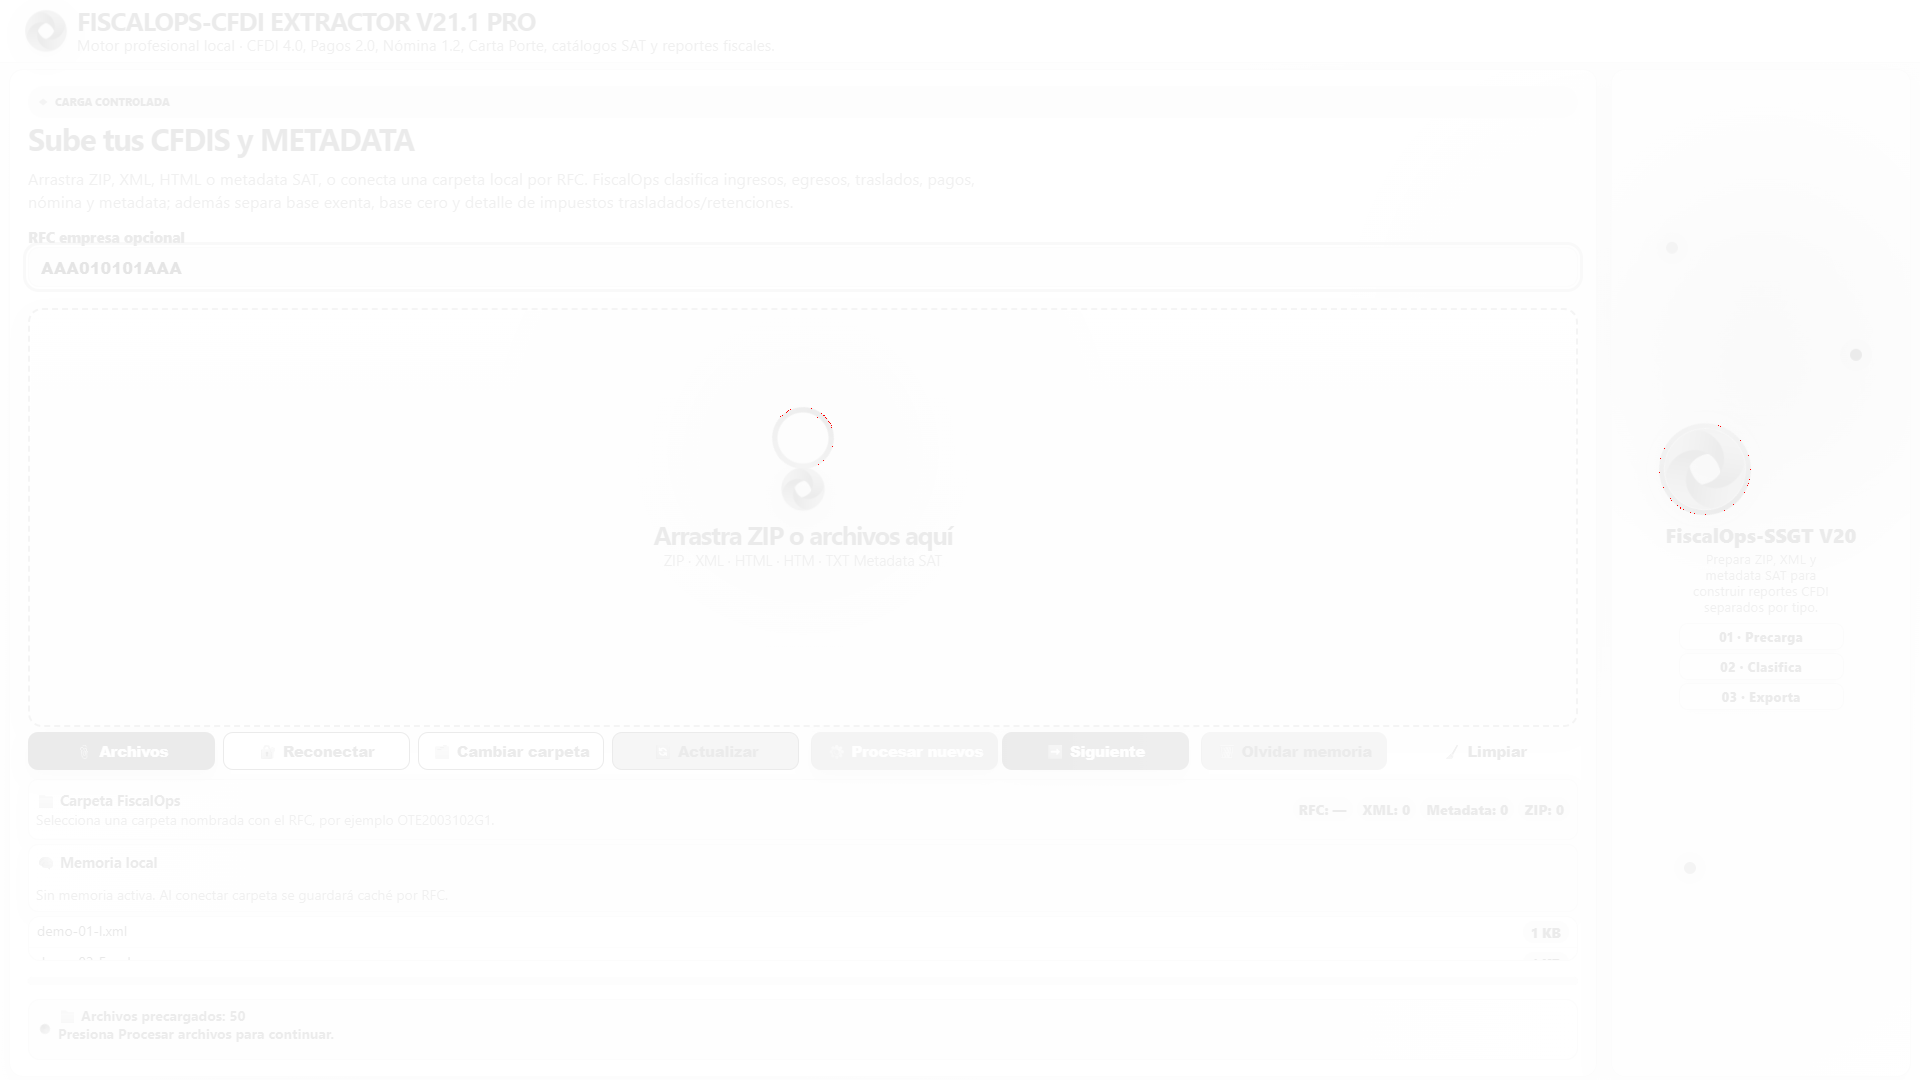 FISCALOPS-CFDI EXTRACTOR V21.1 PRO
Motor profesional local · CFDI 4.0, Pagos 2.0, Nómina 1.2, Carta Porte, catálogos SAT y reportes fiscales.
CARGA CONTROLADA
Sube tus CFDIS y METADATA
Arrastra ZIP, XML, HTML o metadata SAT, o conecta una carpeta local por RFC. FiscalOps clasifica ingresos, egresos, traslados, pagos,
nómina y metadata; además separa base exenta, base cero y detalle de impuestos trasladados/retenciones.
RFC empresa opcional
AAA010101AAA
Arrastra ZIP o archivos aquí
ZIP · XML · HTML · HTM · TXT Metadata SAT
Archivos
Reconectar
Cambiar carpeta
Actualizar
Procesar nuevos
Siguiente
Olvidar memoria
Limpiar
Carpeta FiscalOps
Selecciona una carpeta nombrada con el RFC, por ejemplo OTE2003102G1.
RFC: — XML: 0 Metadata: 0 ZIP: 0
Memoria local
Sin memoria activa. Al conectar carpeta se guardará caché por RFC.
demo-01-I.xml 1 KB
Archivos precargados: 50
Presiona Procesar archivos para continuar.
FiscalOps-SSGT V20
Prepara ZIP, XML y
metadata SAT para
construir reportes CFDI
separados por tipo.
01 · Precarga
02 · Clasifica
03 · Exporta